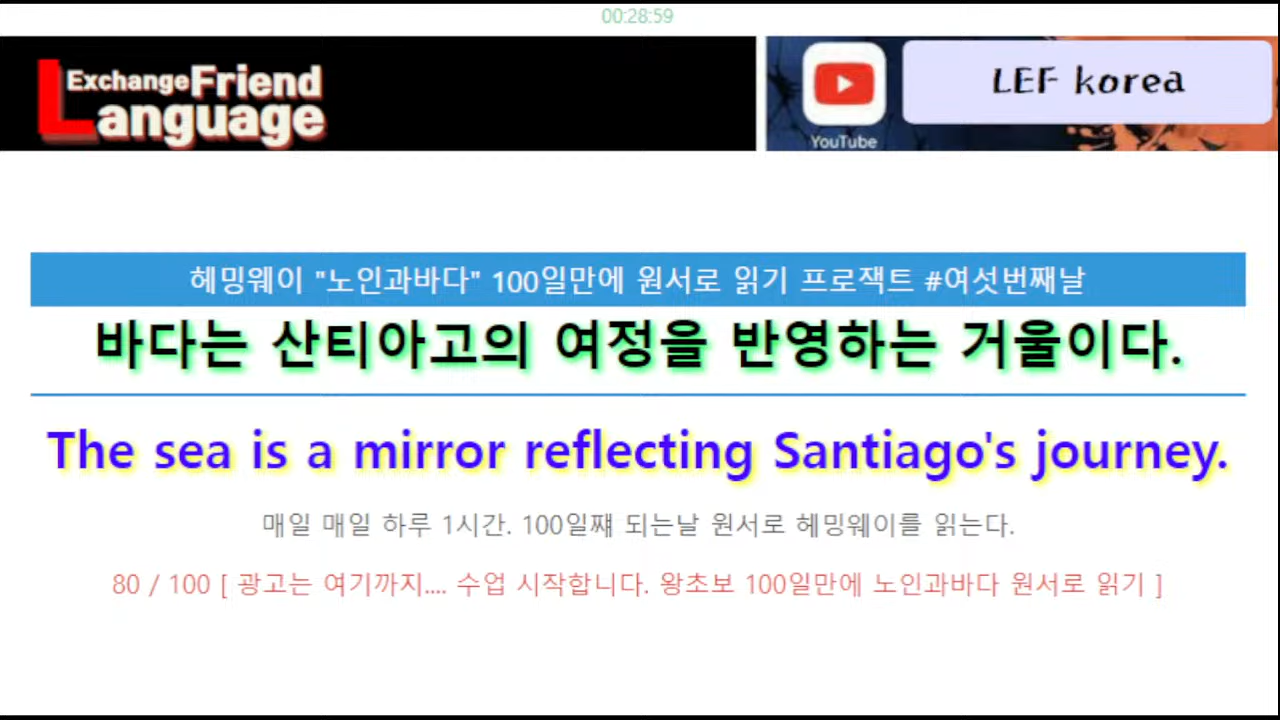 00:28:59
ExchangeFriend
Language
LEF korea
YouTube
헤밍웨이 "노인과바다" 100일만에 원서로 읽기 프로잭트 #여섯번째날
바다는 산티아고의 여정을 반영하는 거울이다.
The sea is a mirror reflecting Santiago's journey.
매일 매일 하루 1시간. 100일째 되는날 원서로 헤밍웨이를 읽는다.
80 / 100 [ 광고는 여기까지.... 수업 시작합니다. 왕초보 100일만에 노인과바다 원서로 읽기 ]